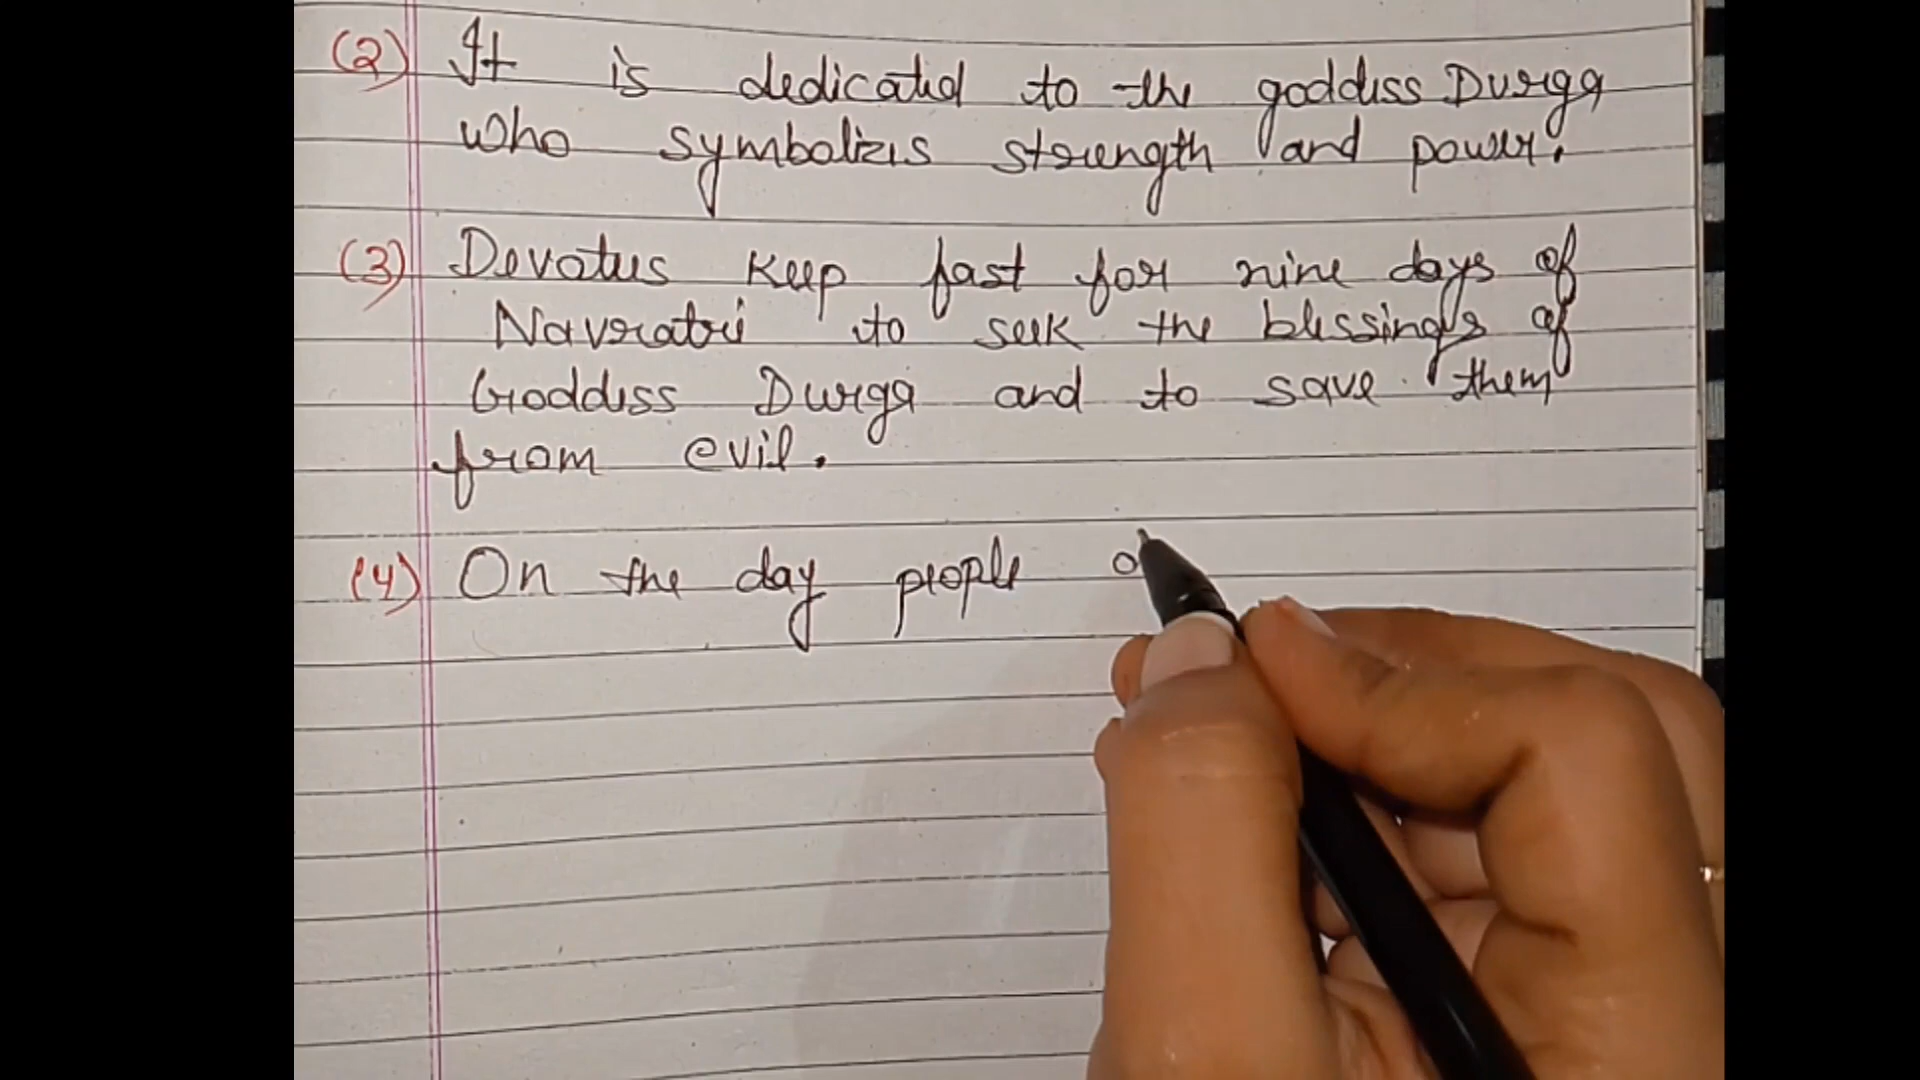 (2) It is dedicated to the goddess Durga
who symbolizes strength and power.
(3) Devotees keep fast for nine days of
Navratri to seek the blessings of
Goddess Durga and to save them
from evil.
(4) On the day people o